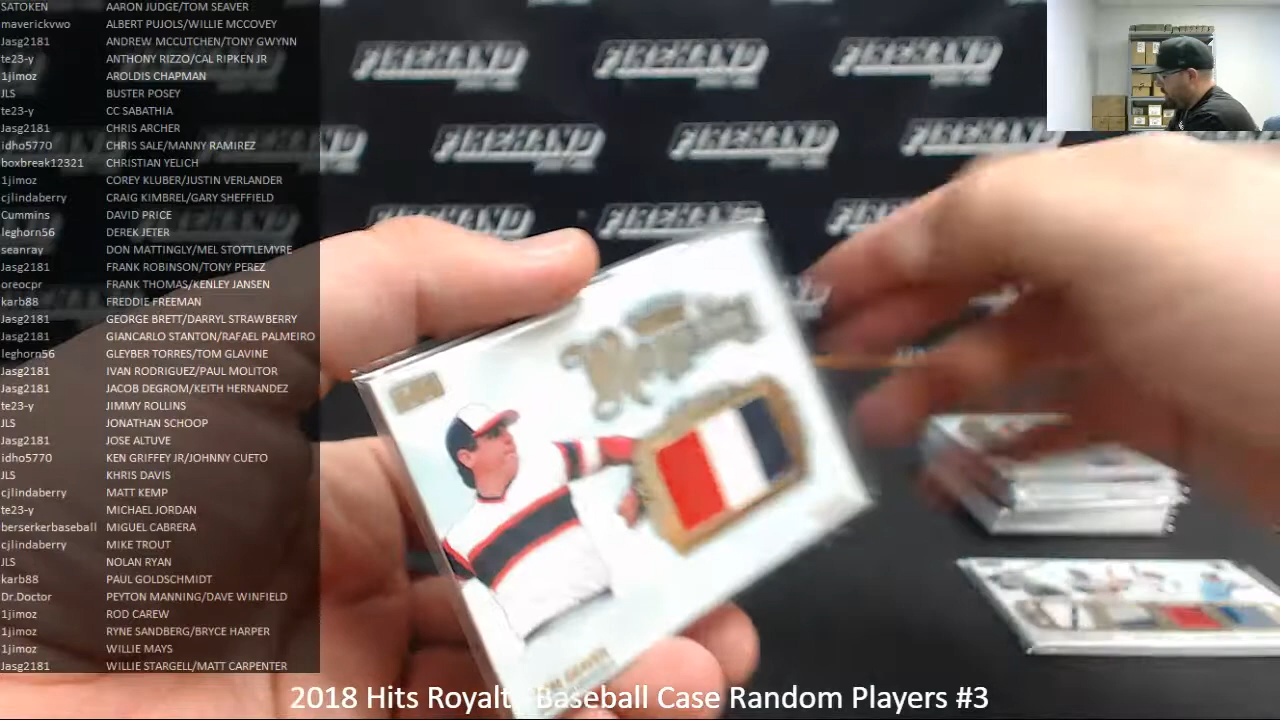 SATOKEN AARON JUDGE/TOM SEAVER
maverickvwo ALBERT PUJOLS/WILLIE MCCOVEY
Jasg2181 ANDREW MCCUTCHEN/TONY GWYNN
te23-y ANTHONY RIZZO/CAL RIPKEN JR
1jimoz AROLDIS CHAPMAN
JLS BUSTER POSEY
te23-y CC SABATHIA
Jasg2181 CHRIS ARCHER
idho5770 CHRIS SALE/MANNY RAMIREZ
boxbreak12321 CHRISTIAN YELICH
1jimoz COREY KLUBER/JUSTIN VERLANDER
cjlindaberry CRAIG KIMBREL/GARY SHEFFIELD
Cummins DAVID PRICE
leghorn56 DEREK JETER
seanray DON MATTINGLY/MEL STOTTLEMYRE
Jasg2181 FRANK ROBINSON/TONY PEREZ
oreocpr FRANK THOMAS/KENLEY JANSEN
karb88 FREDDIE FREEMAN
Jasg2181 GEORGE BRETT/DARRYL STRAWBERRY
Jasg2181 GIANCARLO STANTON/RAFAEL PALMEIRO
leghorn56 GLEYBER TORRES/TOM GLAVINE
Jasg2181 IVAN RODRIGUEZ/PAUL MOLITOR
Jasg2181 JACOB DEGROM/KEITH HERNANDEZ
te23-y JIMMY ROLLINS
JLS JONATHAN SCHOOP
Jasg2181 JOSE ALTUVE
idho5770 KEN GRIFFEY JR/JOHNNY CUETO
JLS KHRIS DAVIS
cjlindaberry MATT KEMP
te23-y MICHAEL JORDAN
berserkerbaseball MIGUEL CABRERA
cjlindaberry MIKE TROUT
JLS NOLAN RYAN
karb88 PAUL GOLDSCHMIDT
Dr.Doctor PEYTON MANNING/DAVE WINFIELD
1jimoz ROD CAREW
1jimoz RYNE SANDBERG/BRYCE HARPER
1jimoz WILLIE MAYS
Jasg2181 WILLIE STARGELL/MATT CARPENTER
FIREHAND FIREHAND FIREHAND
FIREHAND FIREHAND FIREHAND
FIREHAND FIREHAND FIREHAND
2018 Hits Royalty Baseball Case Random Players #3